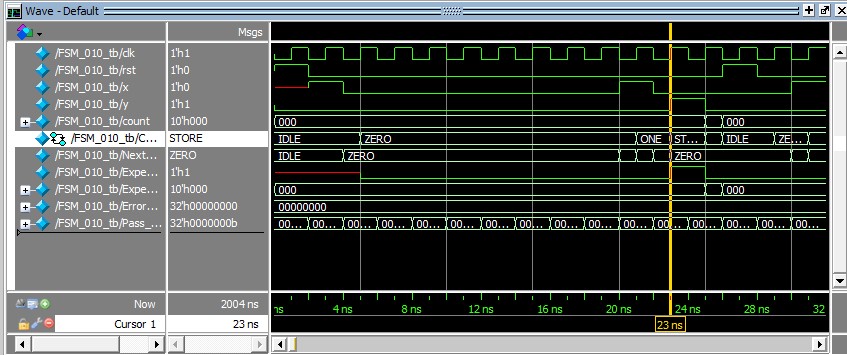 Wave - Default
Msgs
/FSM_010_tb/clk 1'h1
/FSM_010_tb/rst 1'h0
/FSM_010_tb/x 1'h0
/FSM_010_tb/y 1'h1
/FSM_010_tb/count 10'h000 000 000
/FSM_010_tb/C... STORE IDLE ZERO ONE ST... IDLE ZE...
/FSM_010_tb/Next... ZERO IDLE ZERO ZERO
/FSM_010_tb/Expe... 1'h1
/FSM_010_tb/Expe... 10'h000 000 000
/FSM_010_tb/Error... 32'h00000000 00000000
/FSM_010_tb/Pass_... 32'h0000000b 00... 00... 00... 00... 00... 00... 00... 00... 00... 00... 00... 00... 00... 00... 00... 00...
Now 2004 ns ns 4 ns 8 ns 12 ns 16 ns 20 ns 24 ns 28 ns 32
Cursor 1 23 ns 23 ns